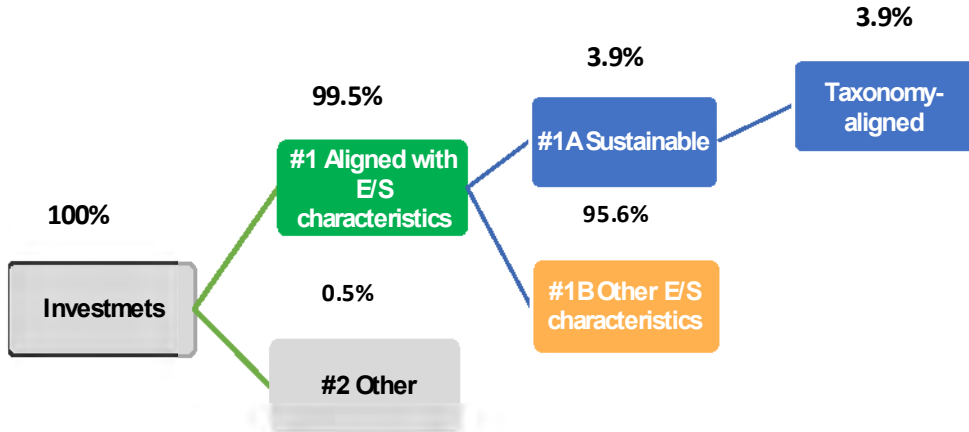 3.9%
3.9%
Taxonomy-
aligned
99.5%
#1A Sustainable
#1 Aligned with
E/S
characteristics
100%
95.6%
Investmets
0.5%
#1B Other E/S
characteristics
#2 Other